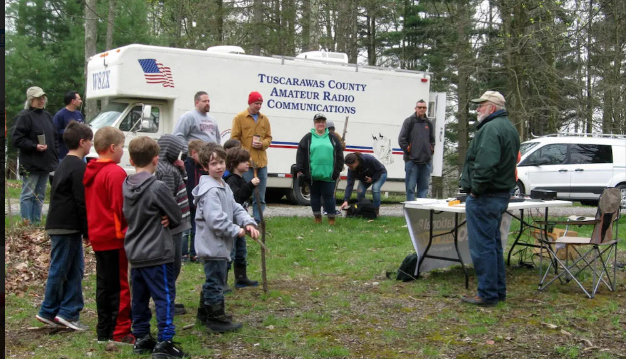 W8ZX
TUSCARAWAS COUNTY
AMATEUR RADIO
COMMUNICATIONS